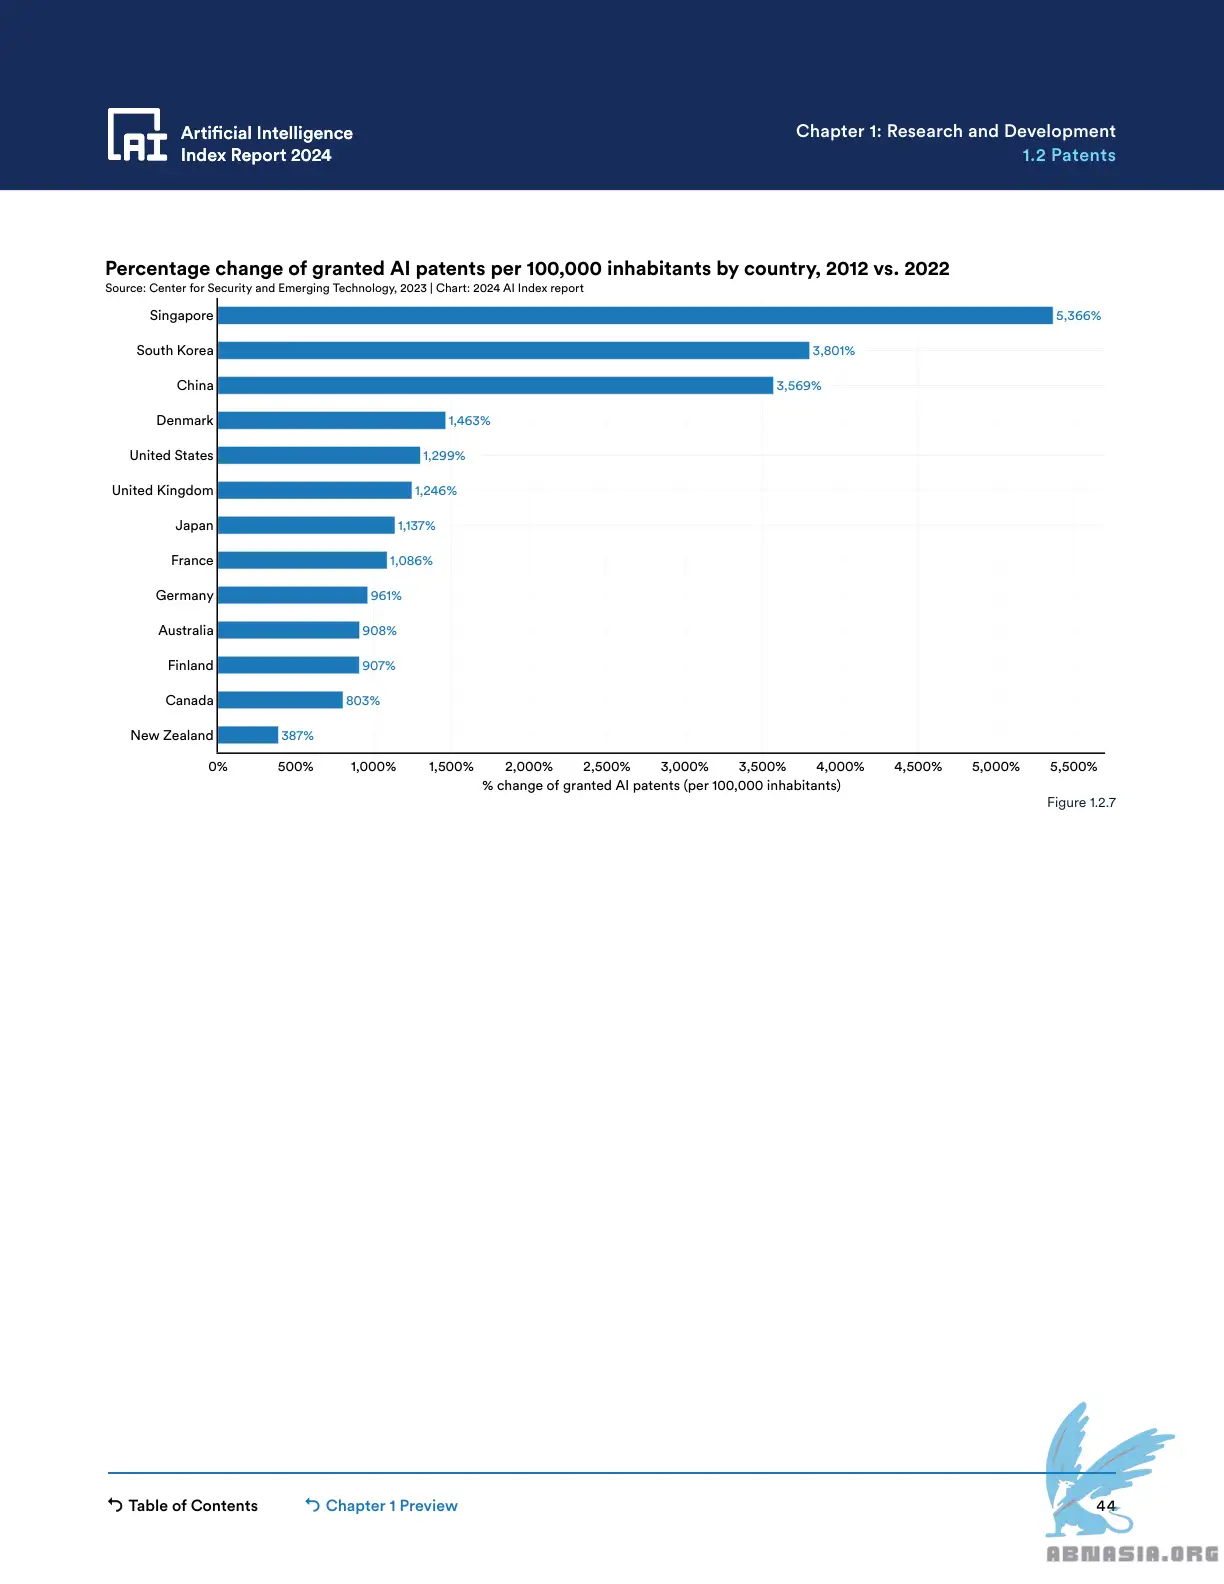 AI Artificial Intelligence
Index Report 2024
Chapter 1: Research and Development
1.2 Patents
Percentage change of granted AI patents per 100,000 inhabitants by country, 2012 vs. 2022
Source: Center for Security and Emerging Technology, 2023 | Chart: 2024 AI Index report
Singapore 5,366%
South Korea 3,801%
China 3,569%
Denmark 1,463%
United States 1,299%
United Kingdom 1,246%
Japan 1,137%
France 1,086%
Germany 961%
Australia 908%
Finland 907%
Canada 803%
New Zealand 387%
0% 500% 1,000% 1,500% 2,000% 2,500% 3,000% 3,500% 4,000% 4,500% 5,000% 5,500%
% change of granted AI patents (per 100,000 inhabitants)
Figure 1.2.7
Table of Contents Chapter 1 Preview 44
ABNASIA.ORG